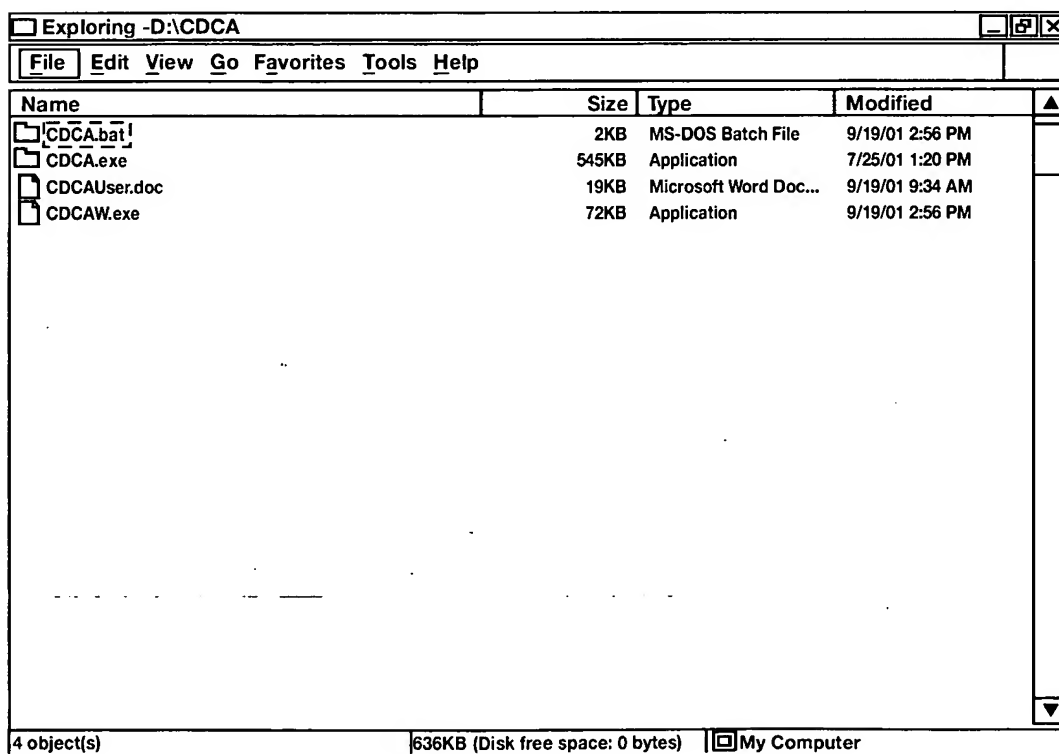 Exploring -D:\CDCA
File Edit View Go Favorites Tools Help
Name Size Type Modified
CDCA.bat 2KB MS-DOS Batch File 9/19/01 2:56 PM
CDCA.exe 545KB Application 7/25/01 1:20 PM
CDCAUser.doc 19KB Microsoft Word Doc... 9/19/01 9:34 AM
CDCAW.exe 72KB Application 9/19/01 2:56 PM
4 object(s) 636KB (Disk free space: 0 bytes) My Computer